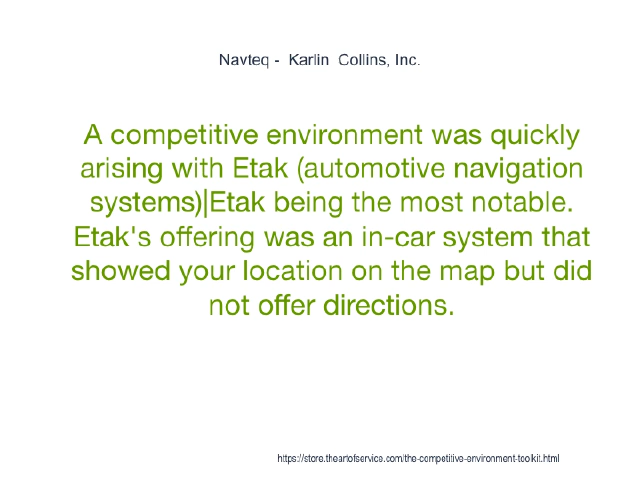 Navteq -  Karlin  Collins, Inc.
A competitive environment was quickly
arising with Etak (automotive navigation
systems)|Etak being the most notable.
Etak's offering was an in-car system that
showed your location on the map but did
not offer directions.
https://store.theartofservice.com/the-competitive-environment-toolkit.html